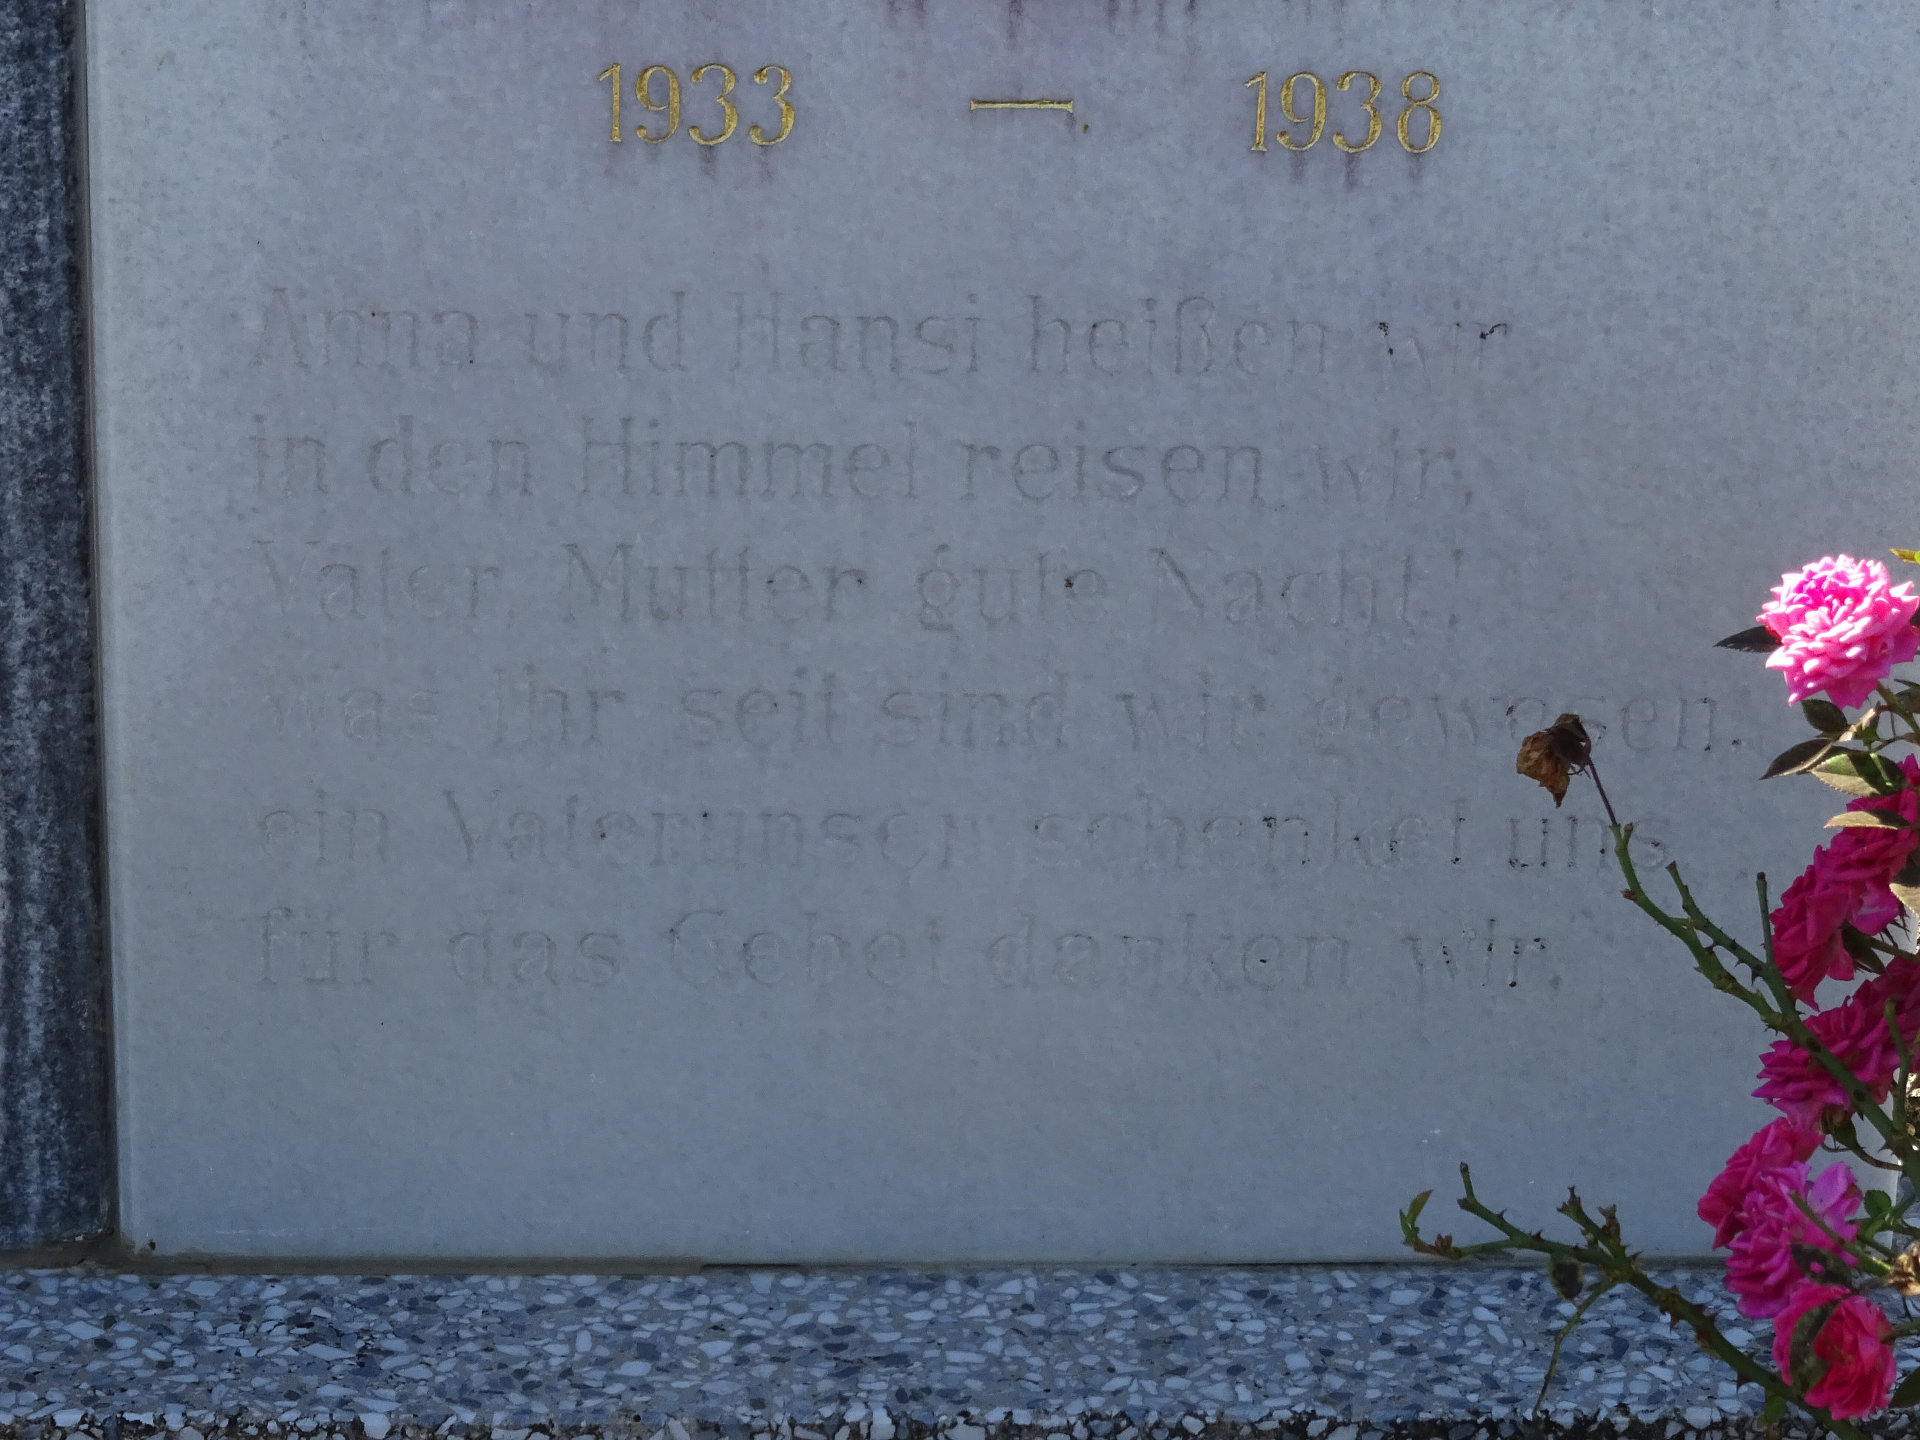 1933 — 1938
Anna und Hansi heißen wir
in den Himmel reisen wir,
Vater, Mutter gute Nacht!
was Ihr seit sind wir gewesen,
ein Vaterunser schenket uns
für das Gebet danken wir.